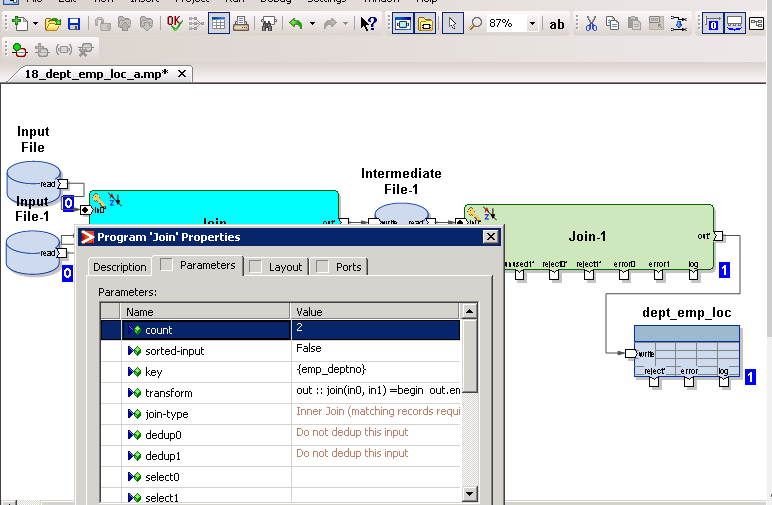 File Edit View Insert Project Run Debug Settings Window Help
87% ab
18_dept_emp_loc_a.mp*
Input
File
read
0
Input
File-1
read
0
in0*
Join
out*
Intermediate
File-1
write read
in0*
Join-1
out*
unused1* reject0* reject1* error0 error1 log
1
dept_emp_loc
write
reject* error log
1
Program 'Join' Properties
Description Parameters Layout Ports
Parameters:
Name Value
count 2
sorted-input False
key {emp_deptno}
transform out :: join(in0, in1) =begin out.en
join-type Inner Join (matching records requi
dedup0 Do not dedup this input
dedup1 Do not dedup this input
select0
select1